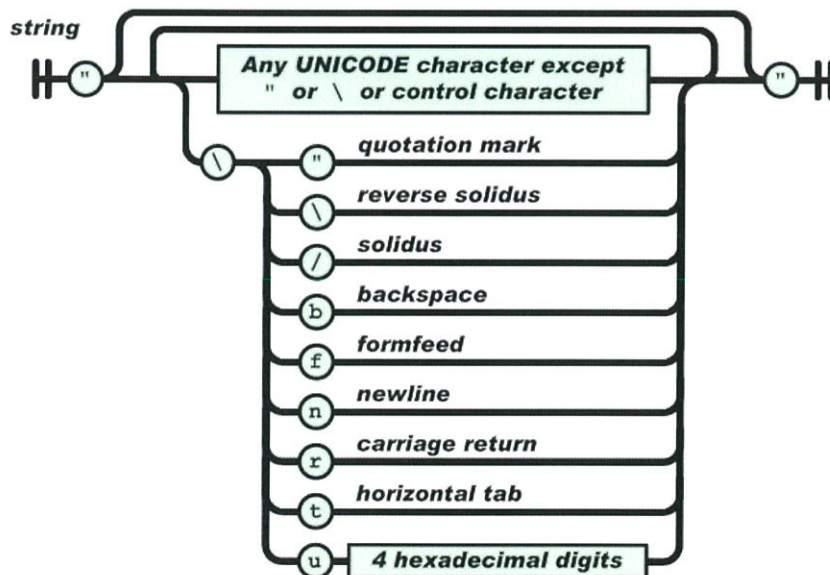 string
"
Any UNICODE character except
" or \ or control character
"
\
" quotation mark
\ reverse solidus
/ solidus
b backspace
f formfeed
n newline
r carriage return
t horizontal tab
u 4 hexadecimal digits